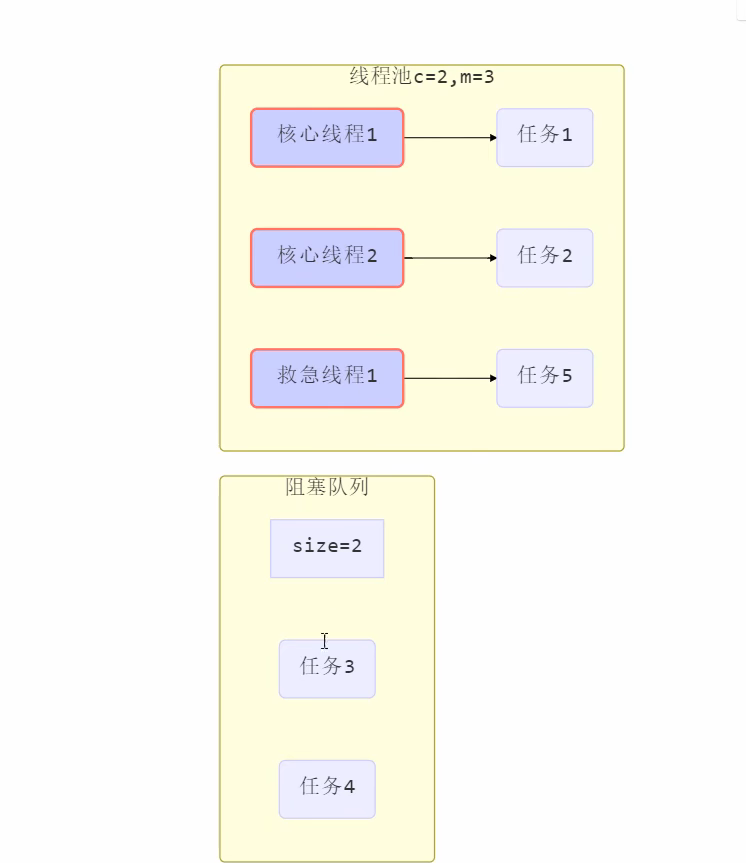 线程池c=2,m=3
核心线程1
任务1
核心线程2
任务2
救急线程1
任务5
阻塞队列
size=2
任务3
任务4